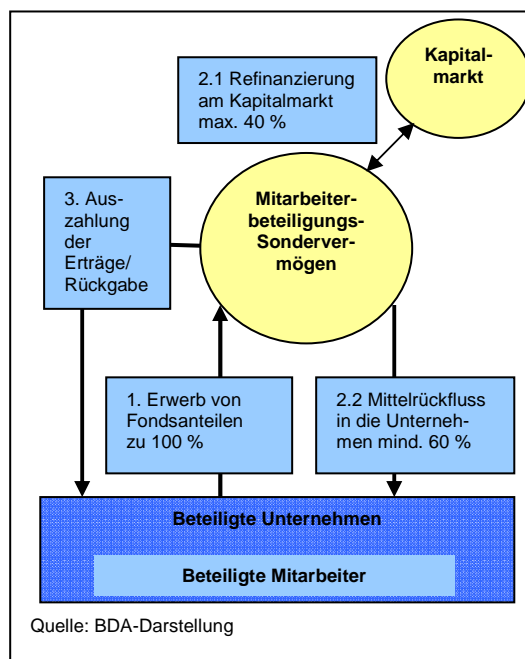 Kapital-
markt
2.1 Refinanzierung
am Kapitalmarkt
max. 40 %
Mitarbeiter-
beteiligungs-
Sonderver-
mögen
3. Aus-
zahlung
der
Erträge/
Rückgabe
1. Erwerb von
Fondsanteilen
zu 100 %
2.2 Mittelrückfluss
in die Unterneh-
men mind. 60 %
Beteiligte Unternehmen
Beteiligte Mitarbeiter
Quelle: BDA-Darstellung